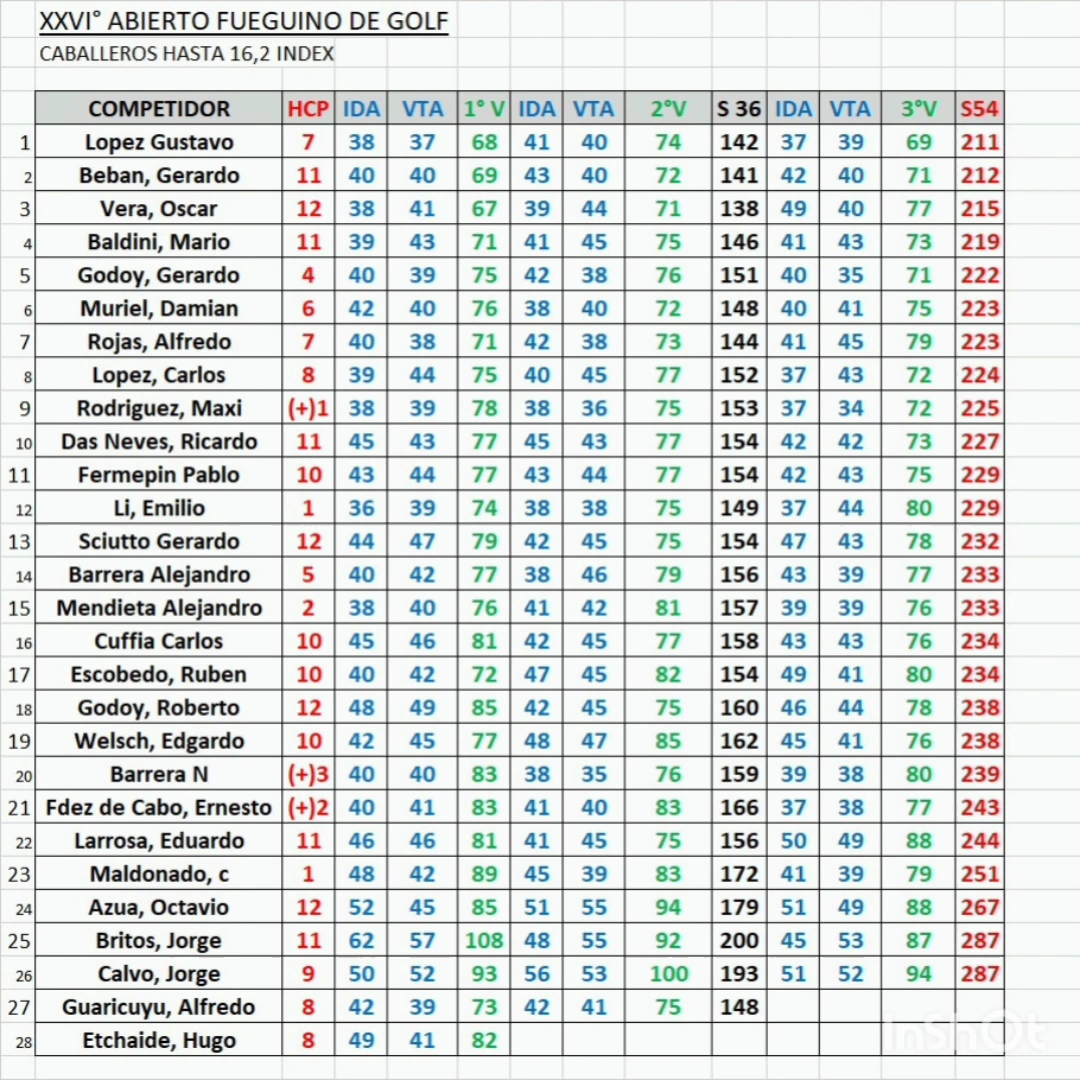 XXVI° ABIERTO FUEGUINO DE GOLF
CABALLEROS HASTA 16,2 INDEX
COMPETIDOR HCP IDA VTA 1° V IDA VTA 2°V S 36 IDA VTA 3°V S54
1 Lopez Gustavo 7 38 37 68 41 40 74 142 37 39 69 211
2 Beban, Gerardo 11 40 40 69 43 40 72 141 42 40 71 212
3 Vera, Oscar 12 38 41 67 39 44 71 138 49 40 77 215
4 Baldini, Mario 11 39 43 71 41 45 75 146 41 43 73 219
5 Godoy, Gerardo 4 40 39 75 42 38 76 151 40 35 71 222
6 Muriel, Damian 6 42 40 76 38 40 72 148 40 41 75 223
7 Rojas, Alfredo 7 40 38 71 42 38 73 144 41 45 79 223
8 Lopez, Carlos 8 39 44 75 40 45 77 152 37 43 72 224
9 Rodriguez, Maxi (+)1 38 39 78 38 36 75 153 37 34 72 225
10 Das Neves, Ricardo 11 45 43 77 45 43 77 154 42 42 73 227
11 Fermepin Pablo 10 43 44 77 43 44 77 154 42 43 75 229
12 Li, Emilio 1 36 39 74 38 38 75 149 37 44 80 229
13 Sciutto Gerardo 12 44 47 79 42 45 75 154 47 43 78 232
14 Barrera Alejandro 5 40 42 77 38 46 79 156 43 39 77 233
15 Mendieta Alejandro 2 38 40 76 41 42 81 157 39 39 76 233
16 Cuffia Carlos 10 45 46 81 42 45 77 158 43 43 76 234
17 Escobedo, Ruben 10 40 42 72 47 45 82 154 49 41 80 234
18 Godoy, Roberto 12 48 49 85 42 45 75 160 46 44 78 238
19 Welsch, Edgardo 10 42 45 77 48 47 85 162 45 41 76 238
20 Barrera N (+)3 40 40 83 38 35 76 159 39 38 80 239
21 Fdez de Cabo, Ernesto (+)2 40 41 83 41 40 83 166 37 38 77 243
22 Larrosa, Eduardo 11 46 46 81 41 45 75 156 50 49 88 244
23 Maldonado, c 1 48 42 89 45 39 83 172 41 39 79 251
24 Azua, Octavio 12 52 45 85 51 55 94 179 51 49 88 267
25 Britos, Jorge 11 62 57 108 48 55 92 200 45 53 87 287
26 Calvo, Jorge 9 50 52 93 56 53 100 193 51 52 94 287
27 Guaricuyu, Alfredo 8 42 39 73 42 41 75 148
28 Etchaide, Hugo 8 49 41 82
InShOt